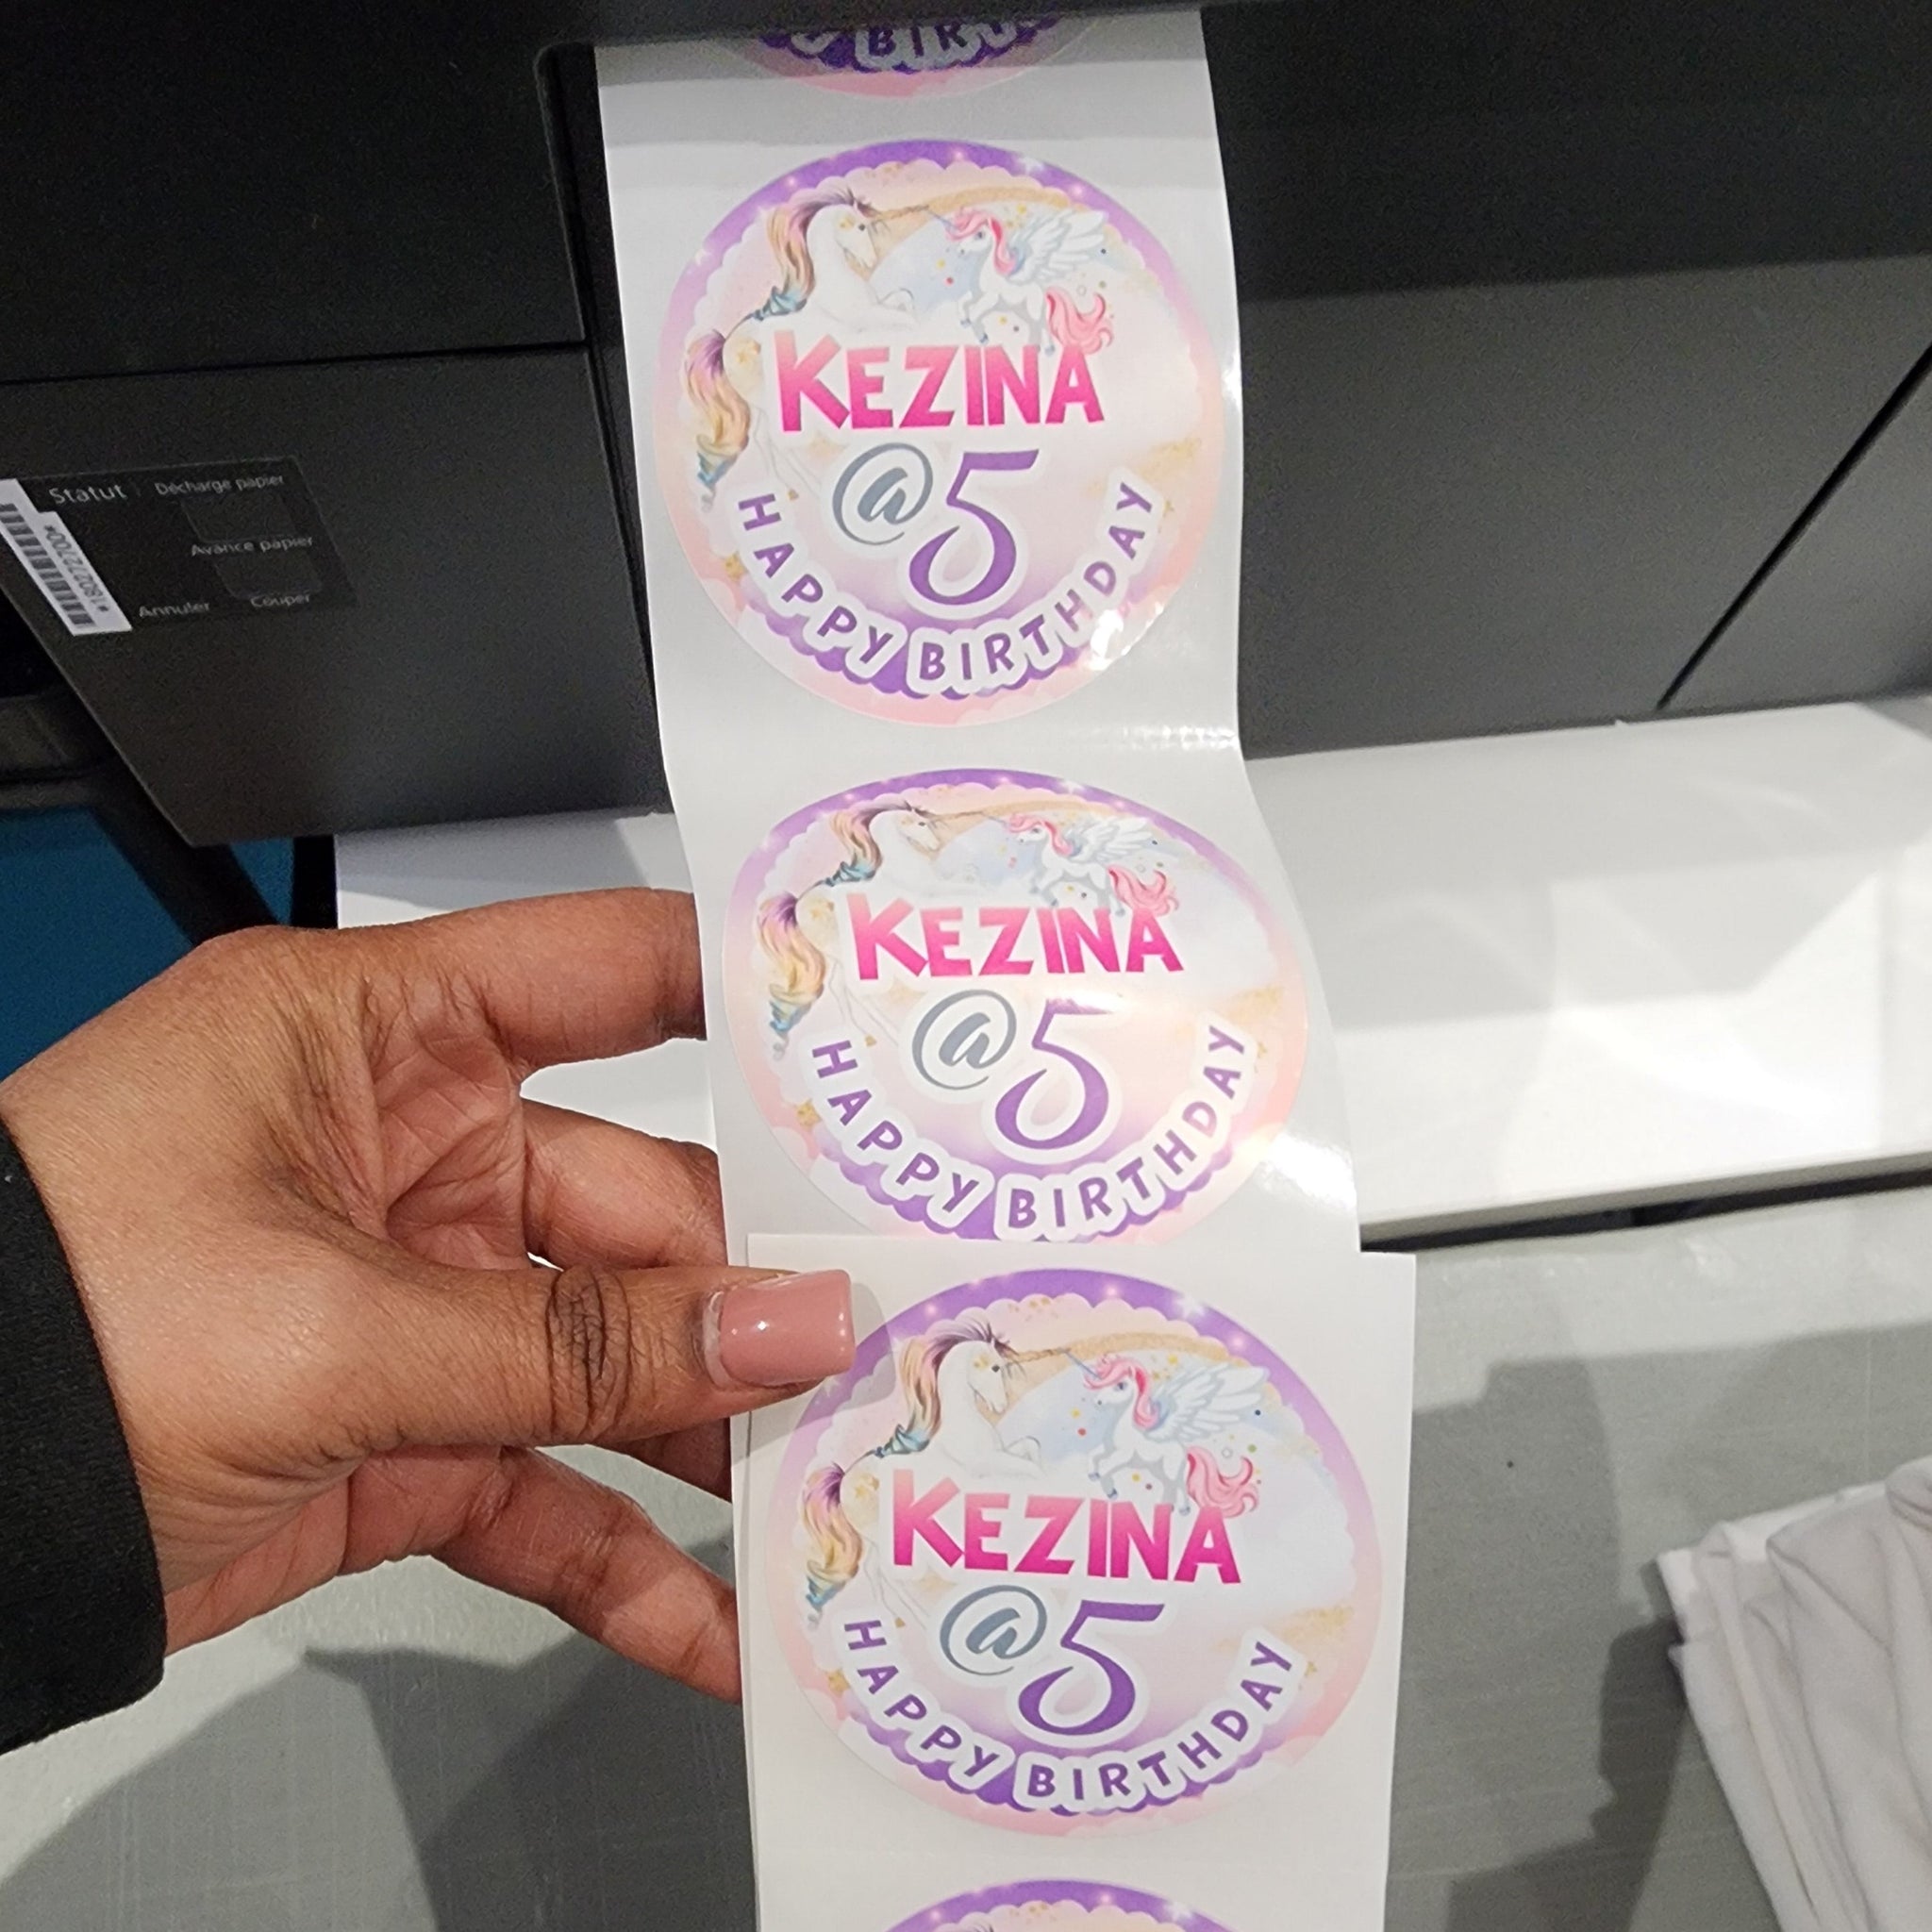 BIRT
KEZINA
@5
HAPPY BIRTHDAY
Statut
Décharge papier
Avance papier
Annuler
Couper
KEZINA
@5
HAPPY BIRTHDAY
KEZINA
@5
HAPPY BIRTHDAY